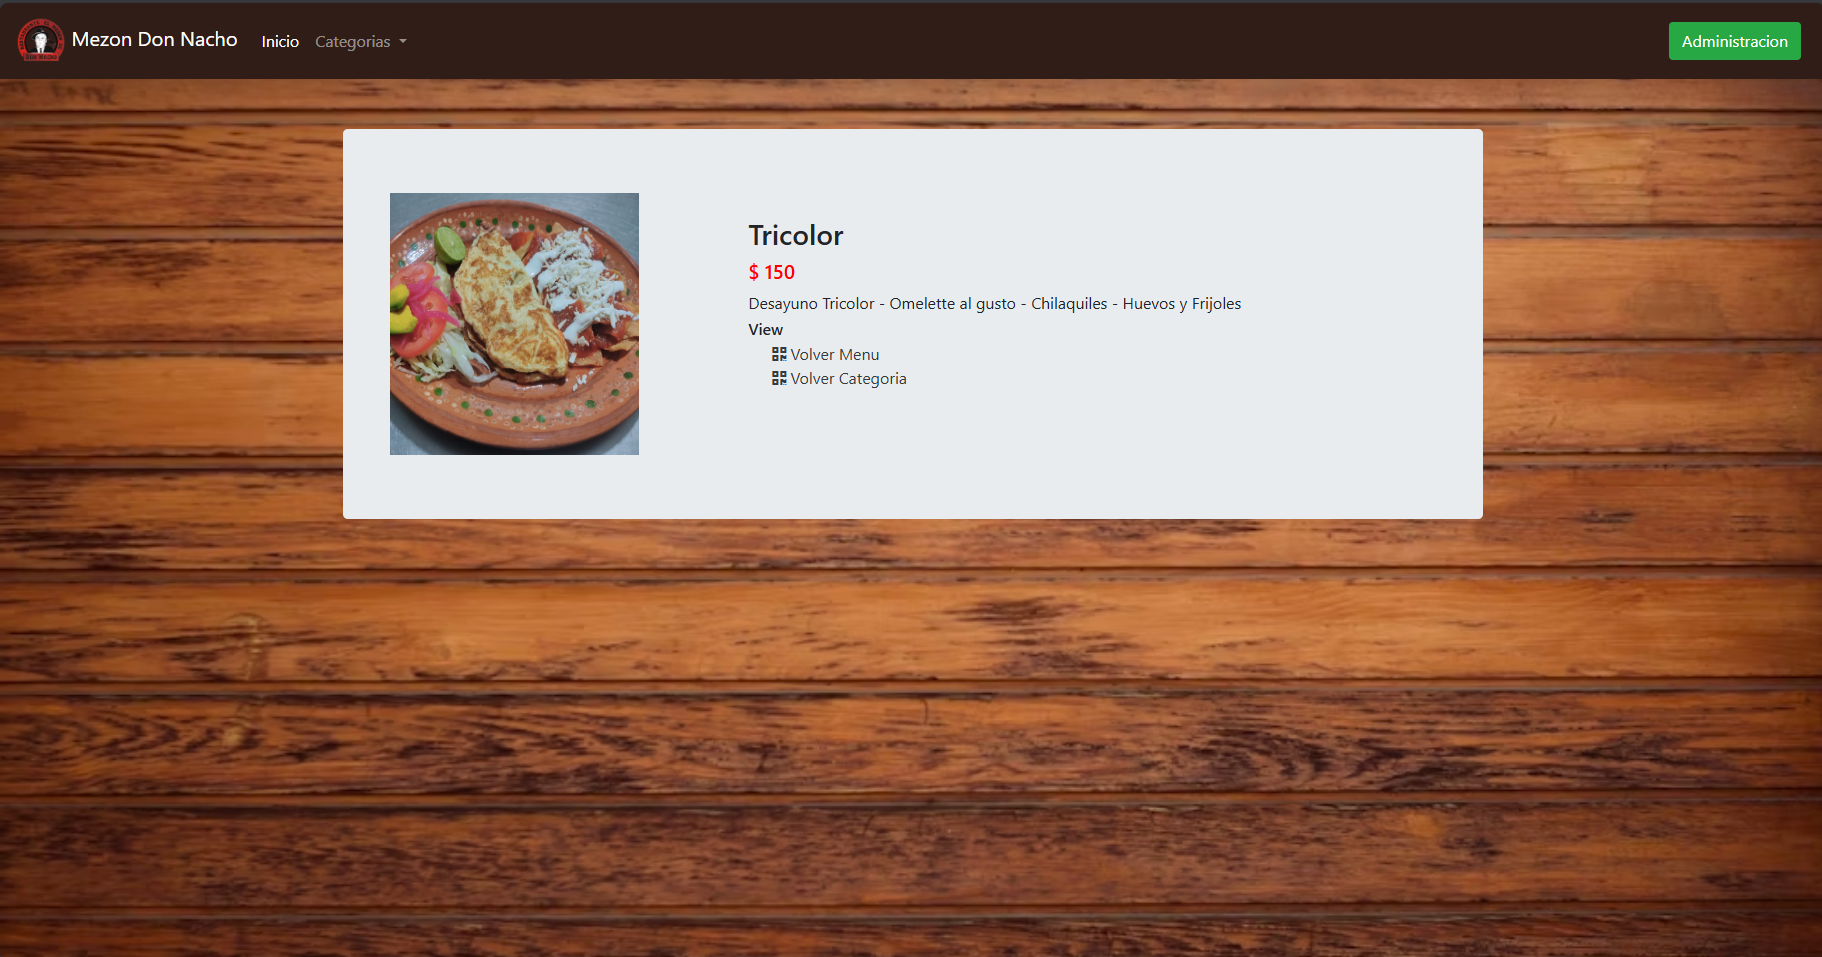 Mezon Don Nacho
Inicio
Categorias
Administracion
Tricolor
$ 150
Desayuno Tricolor - Omelette al gusto - Chilaquiles - Huevos y Frijoles
View
Volver Menu
Volver Categoria